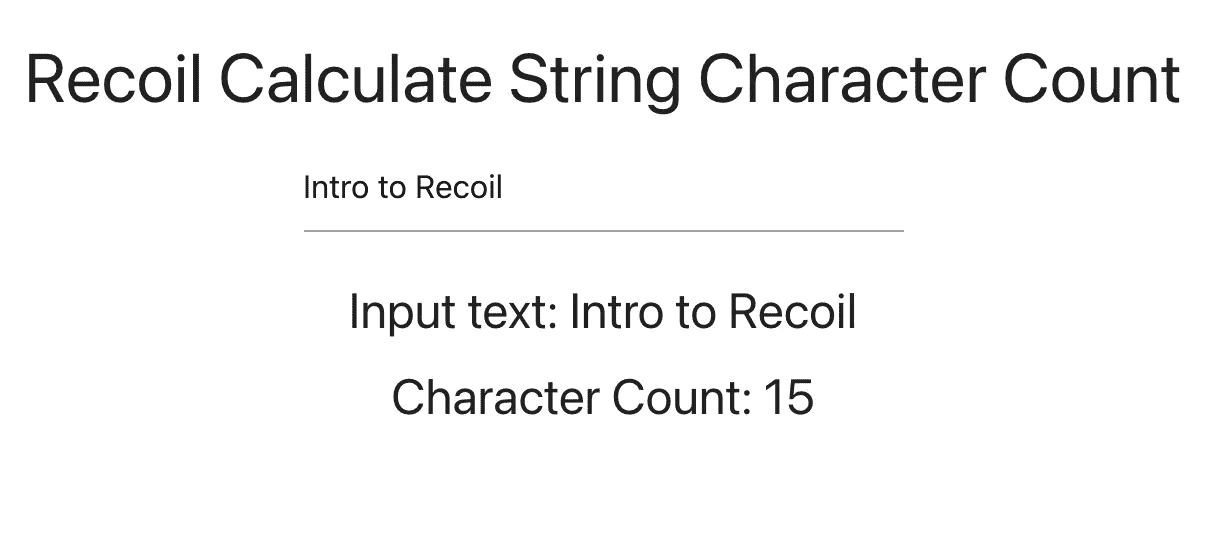 Recoil Calculate String Character Count
Intro to Recoil
Input text: Intro to Recoil
Character Count: 15